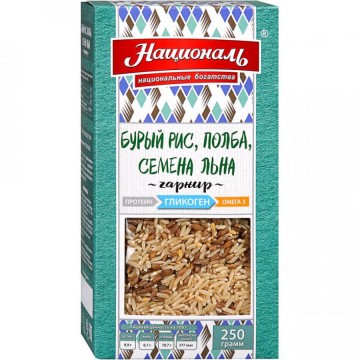 Националь®
национальные богатства
БУРЫЙ РИС, ПОЛБА,
СЕМЕНА ЛЬНА
~гарнир~
ПРОТЕИН ГЛИКОГЕН ОМЕГА 3
250
грамм